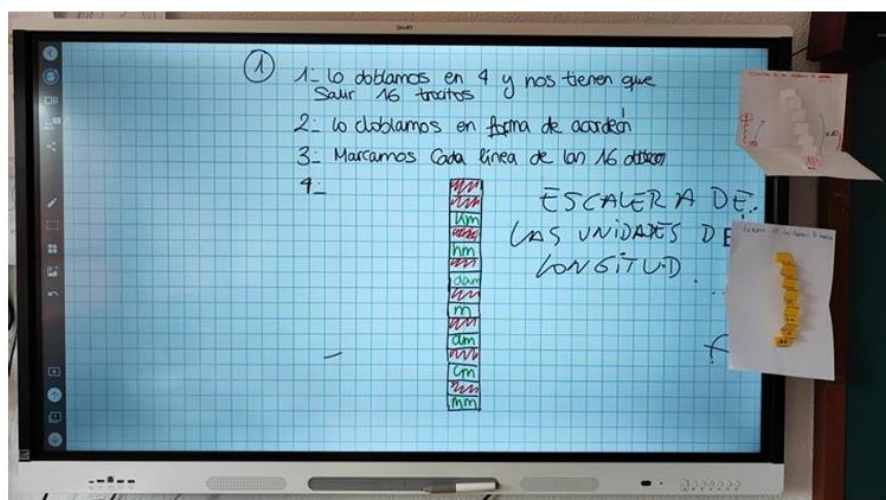 SMART
1
1_ Lo doblamos en 4 y nos tienen que
Salir 16 trocitos
2_ Lo doblamos en forma de acordeón
3_ Marcamos Cada línea de las 16
4_
Km
hm
dam
m
dm
cm
mm
ESCALERA DE
LAS UNIDADES DE
LONGITUD